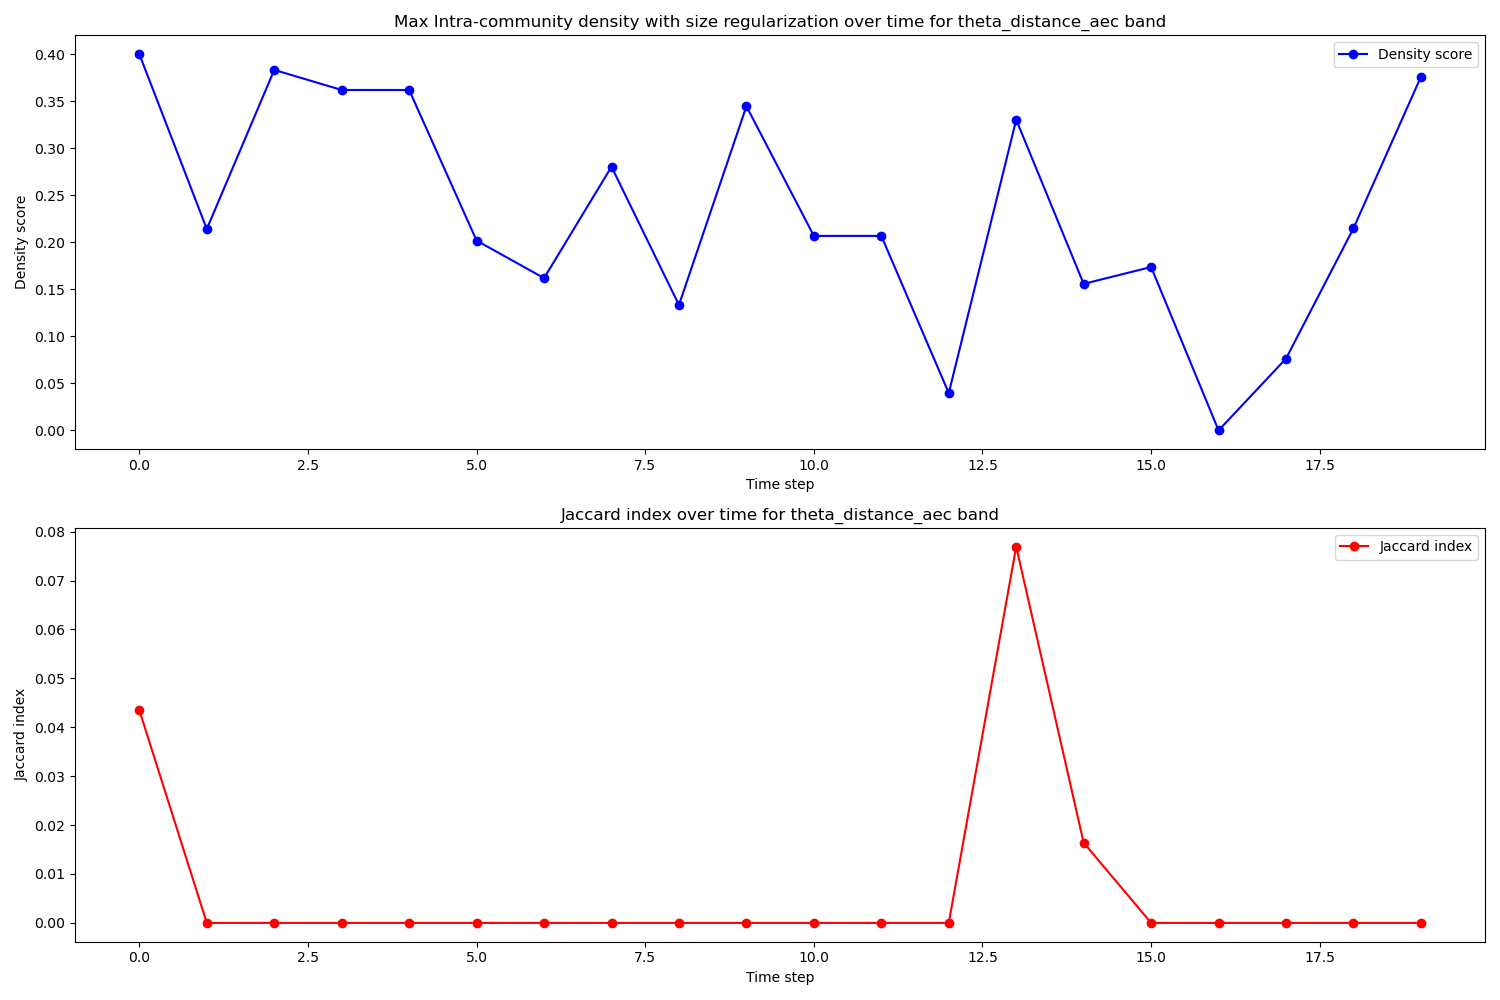 Max Intra-community density with size regularization over time for theta_distance_aec band
Density score
0.40
0.35
0.30
0.25
0.20
0.15
0.10
0.05
0.00
Density score
0.0 2.5 5.0 7.5 10.0 12.5 15.0 17.5
Time step
Jaccard index over time for theta_distance_aec band
Jaccard index
0.08
0.07
0.06
0.05
0.04
0.03
0.02
0.01
0.00
Jaccard index
0.0 2.5 5.0 7.5 10.0 12.5 15.0 17.5
Time step